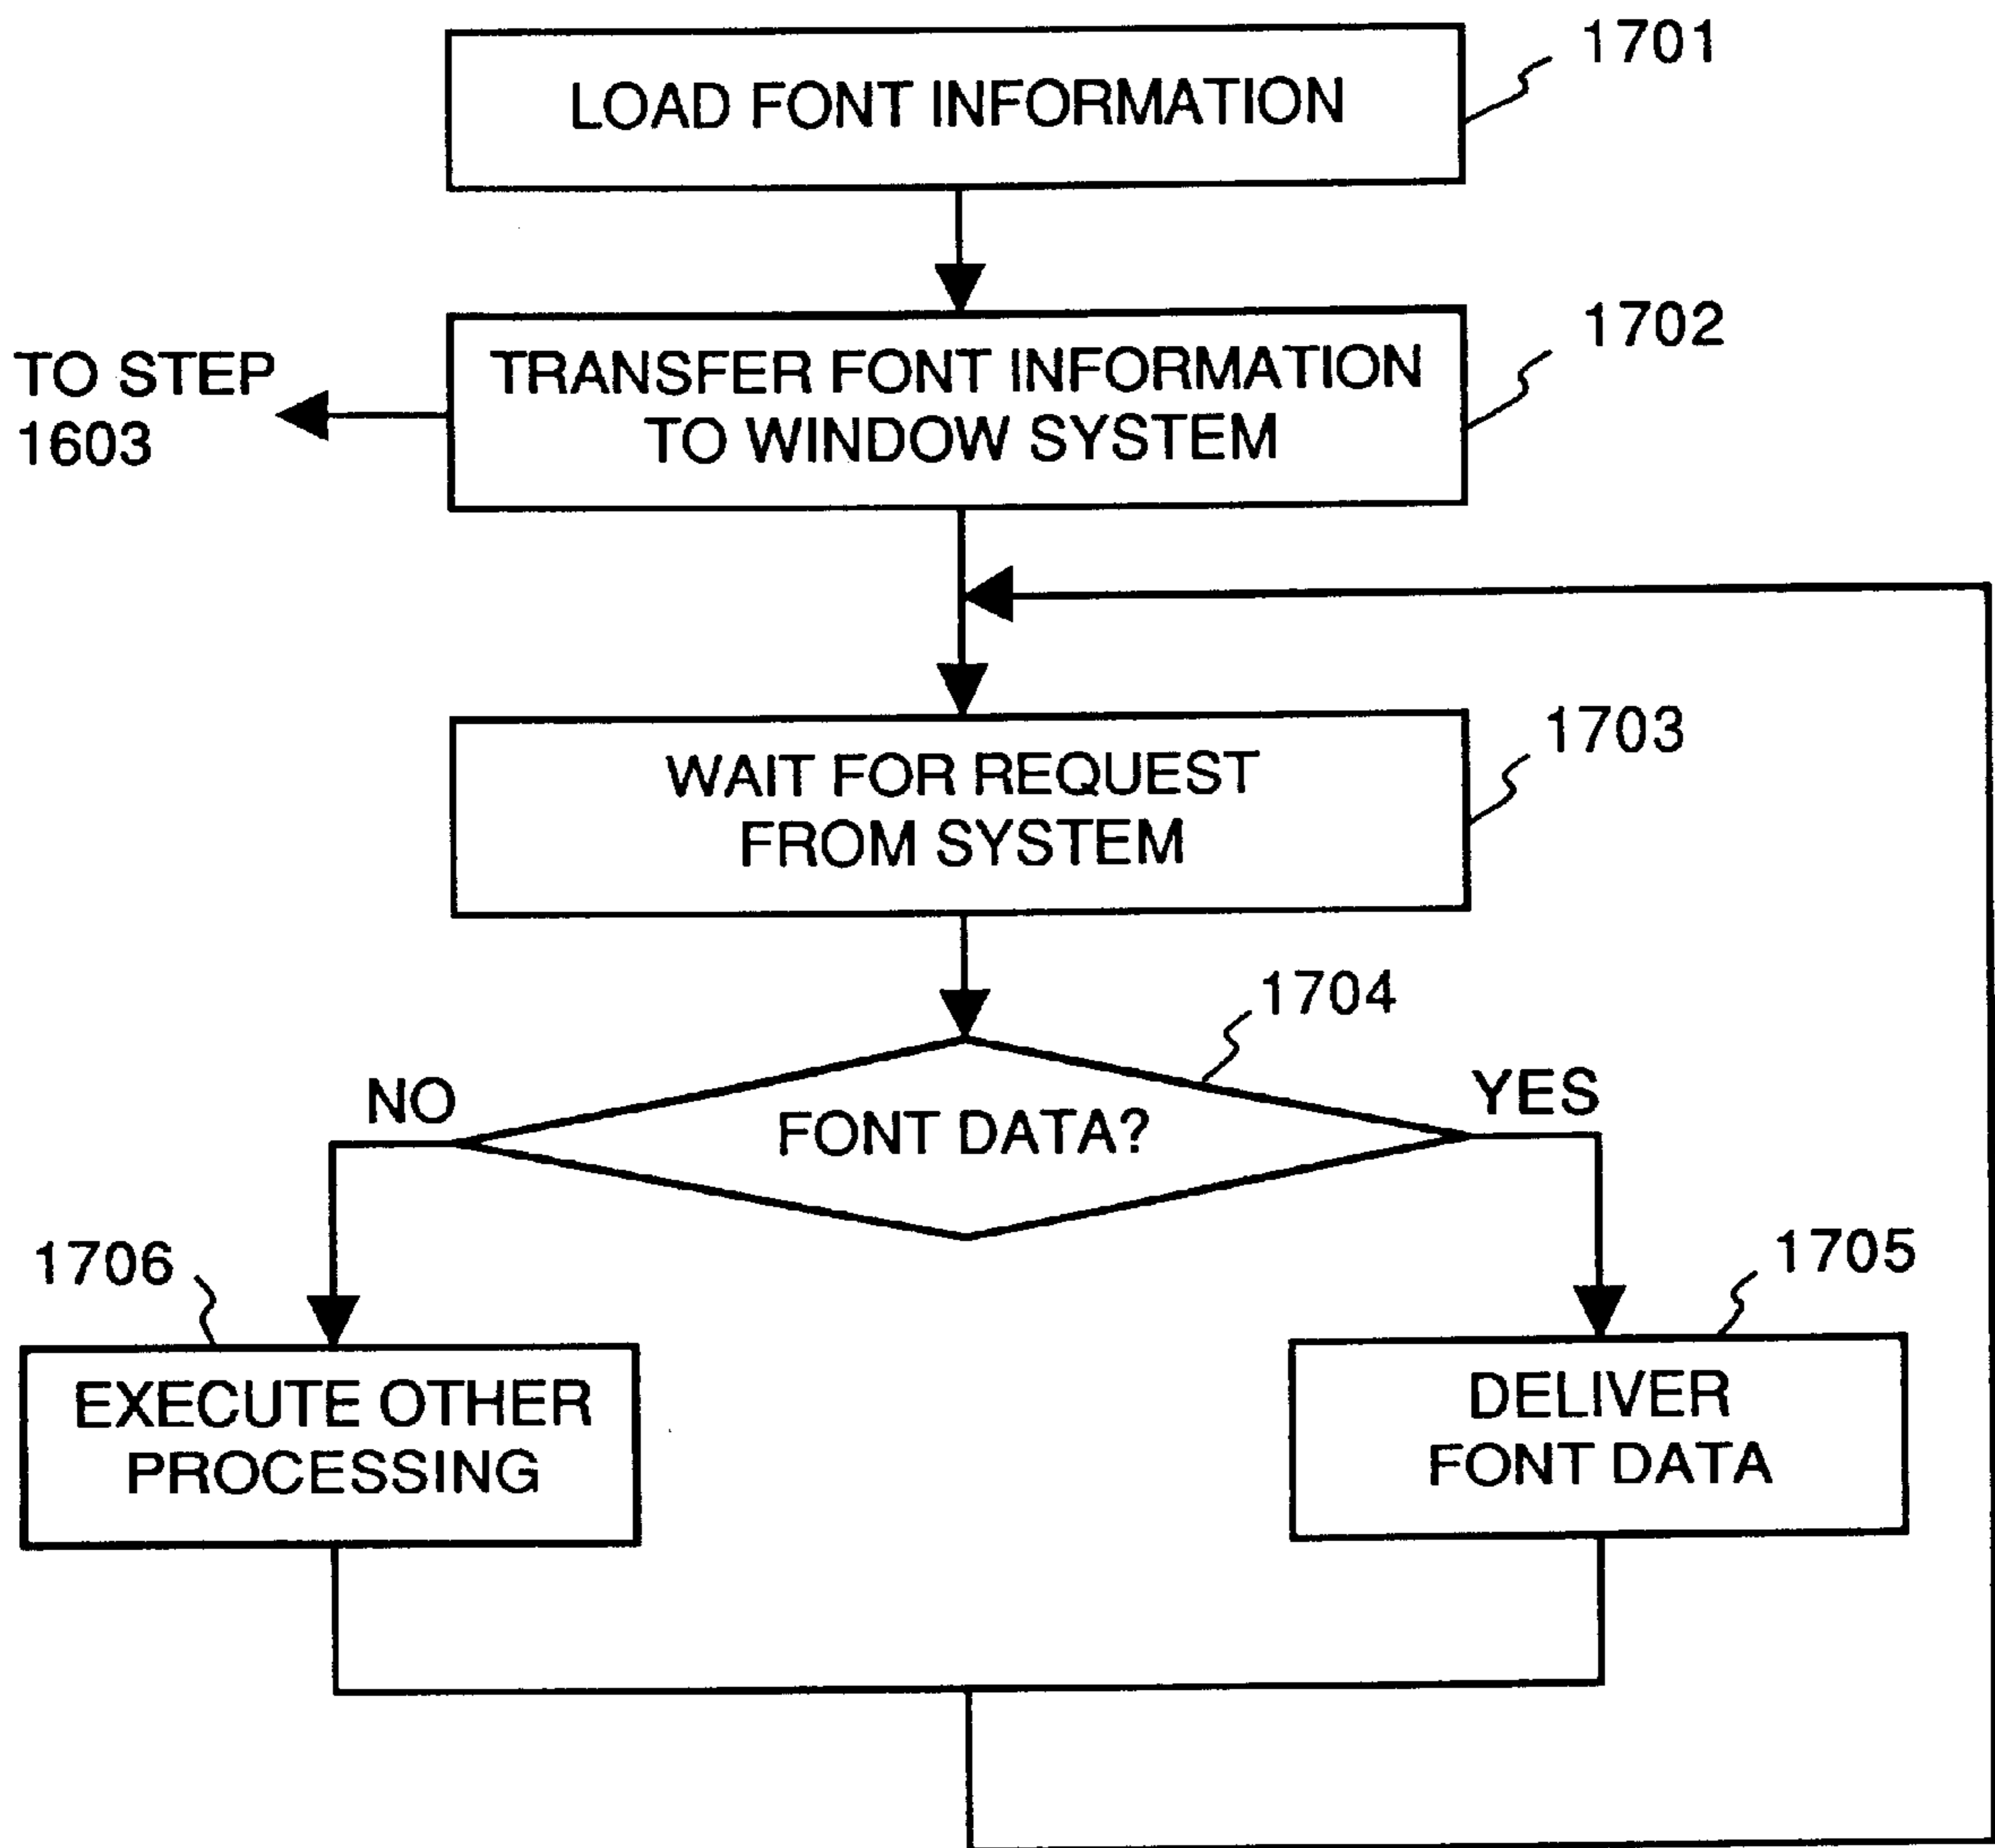 1701
LOAD FONT INFORMATION
1702
TO STEP
1603
TRANSFER FONT INFORMATION
TO WINDOW SYSTEM
1703
WAIT FOR REQUEST
FROM SYSTEM
1704
NO
FONT DATA?
YES
1706
1705
EXECUTE OTHER
PROCESSING
DELIVER
FONT DATA